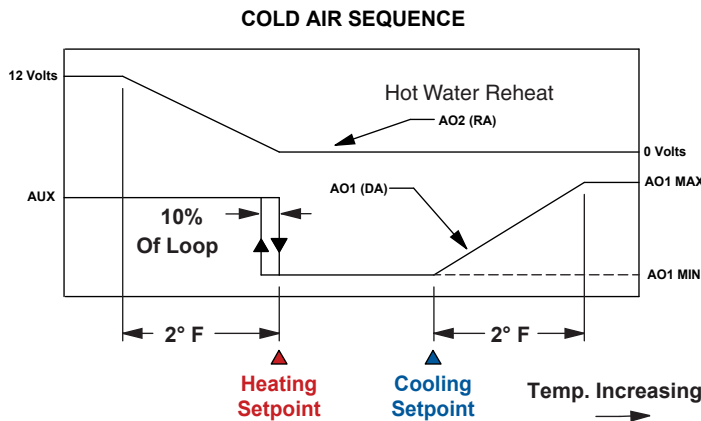 COLD AIR SEQUENCE
12 Volts
Hot Water Reheat
AO2 (RA)
0 Volts
AUX
10%
Of Loop
AO1 (DA)
AO1 MAX
AO1 MIN
2° F
2° F
Heating
Setpoint
Cooling
Setpoint
Temp. Increasing